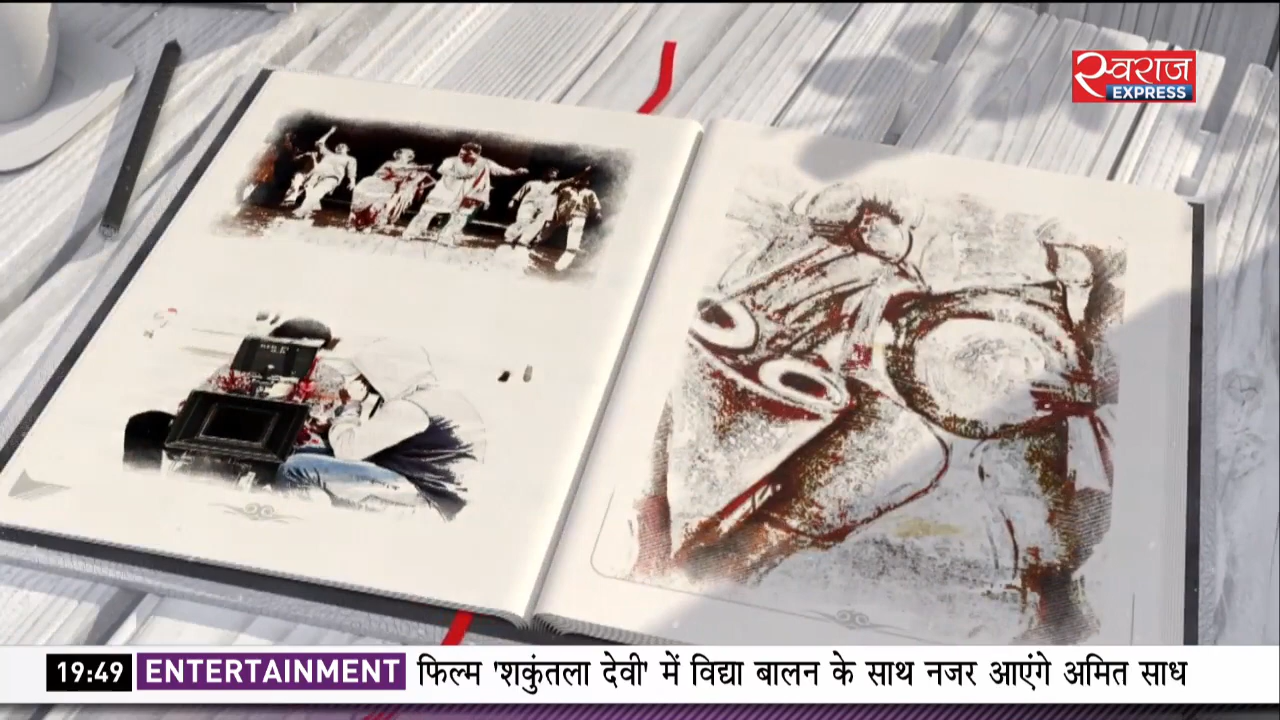 स्वराज
EXPRESS
19:49 ENTERTAINMENT फिल्म 'शकुंतला देवी' में विद्या बालन के साथ नजर आएंगे अमित साध